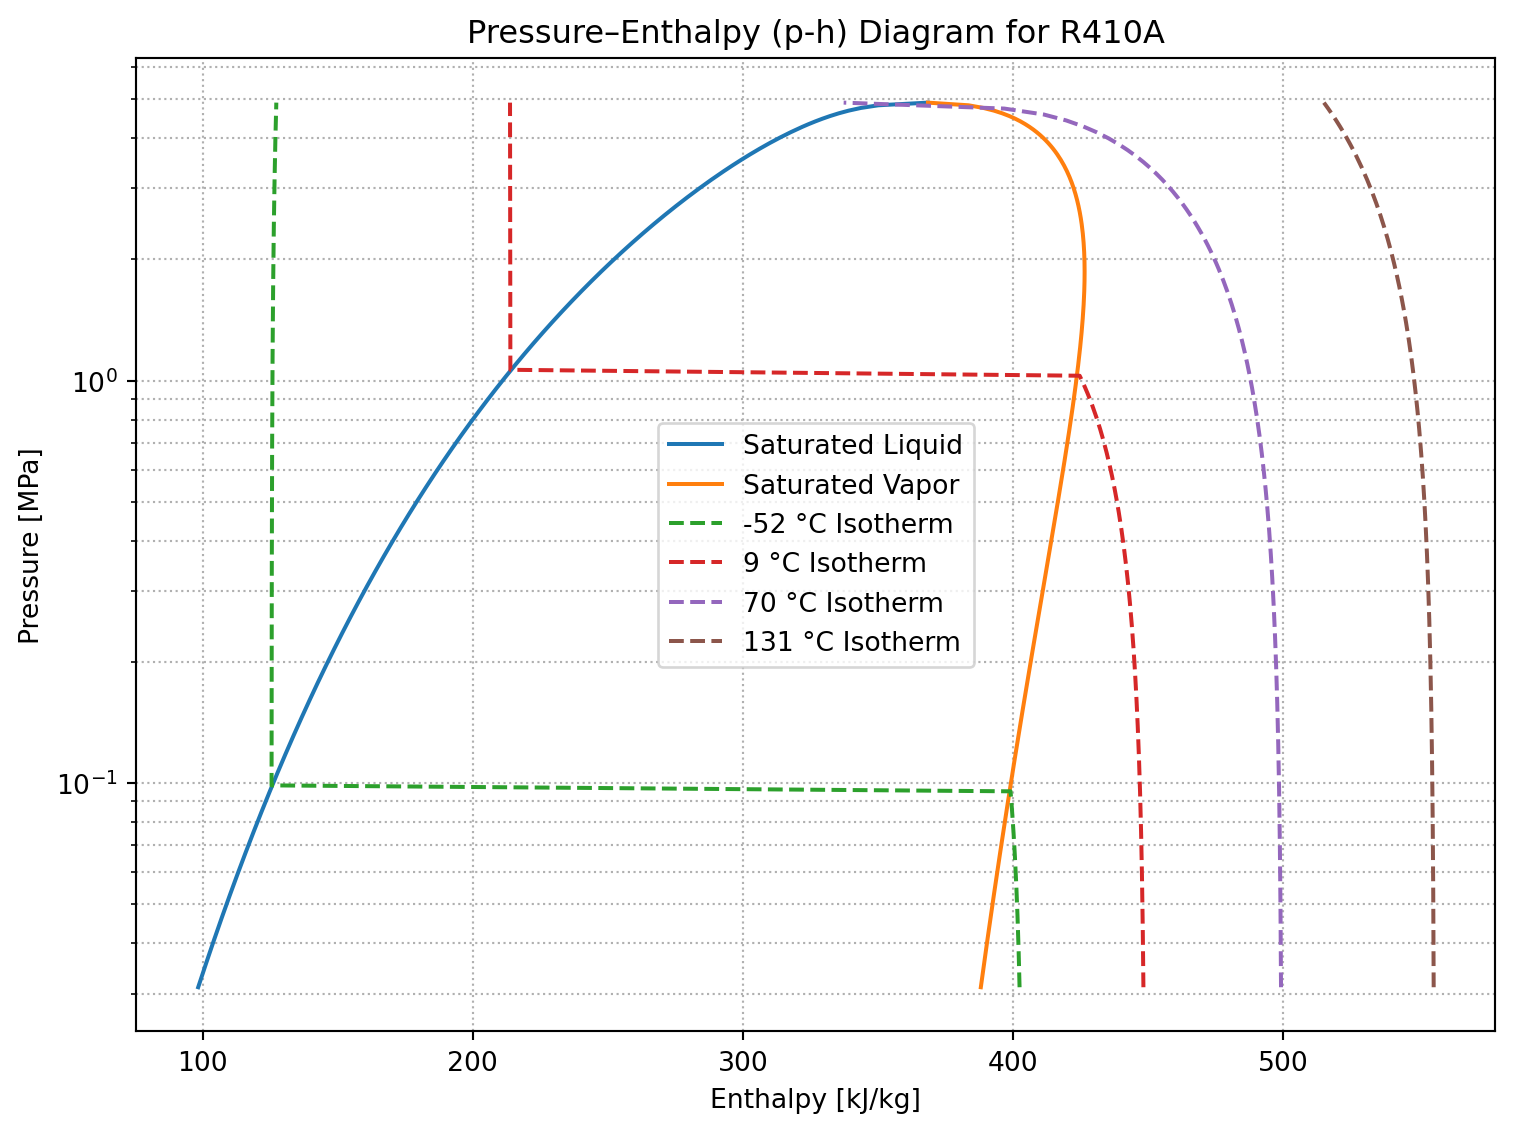 Pressure–Enthalpy (p-h) Diagram for R410A
Pressure [MPa]
10⁰
10⁻¹
Saturated Liquid
Saturated Vapor
-52 °C Isotherm
9 °C Isotherm
70 °C Isotherm
131 °C Isotherm
100 200 300 400 500
Enthalpy [kJ/kg]